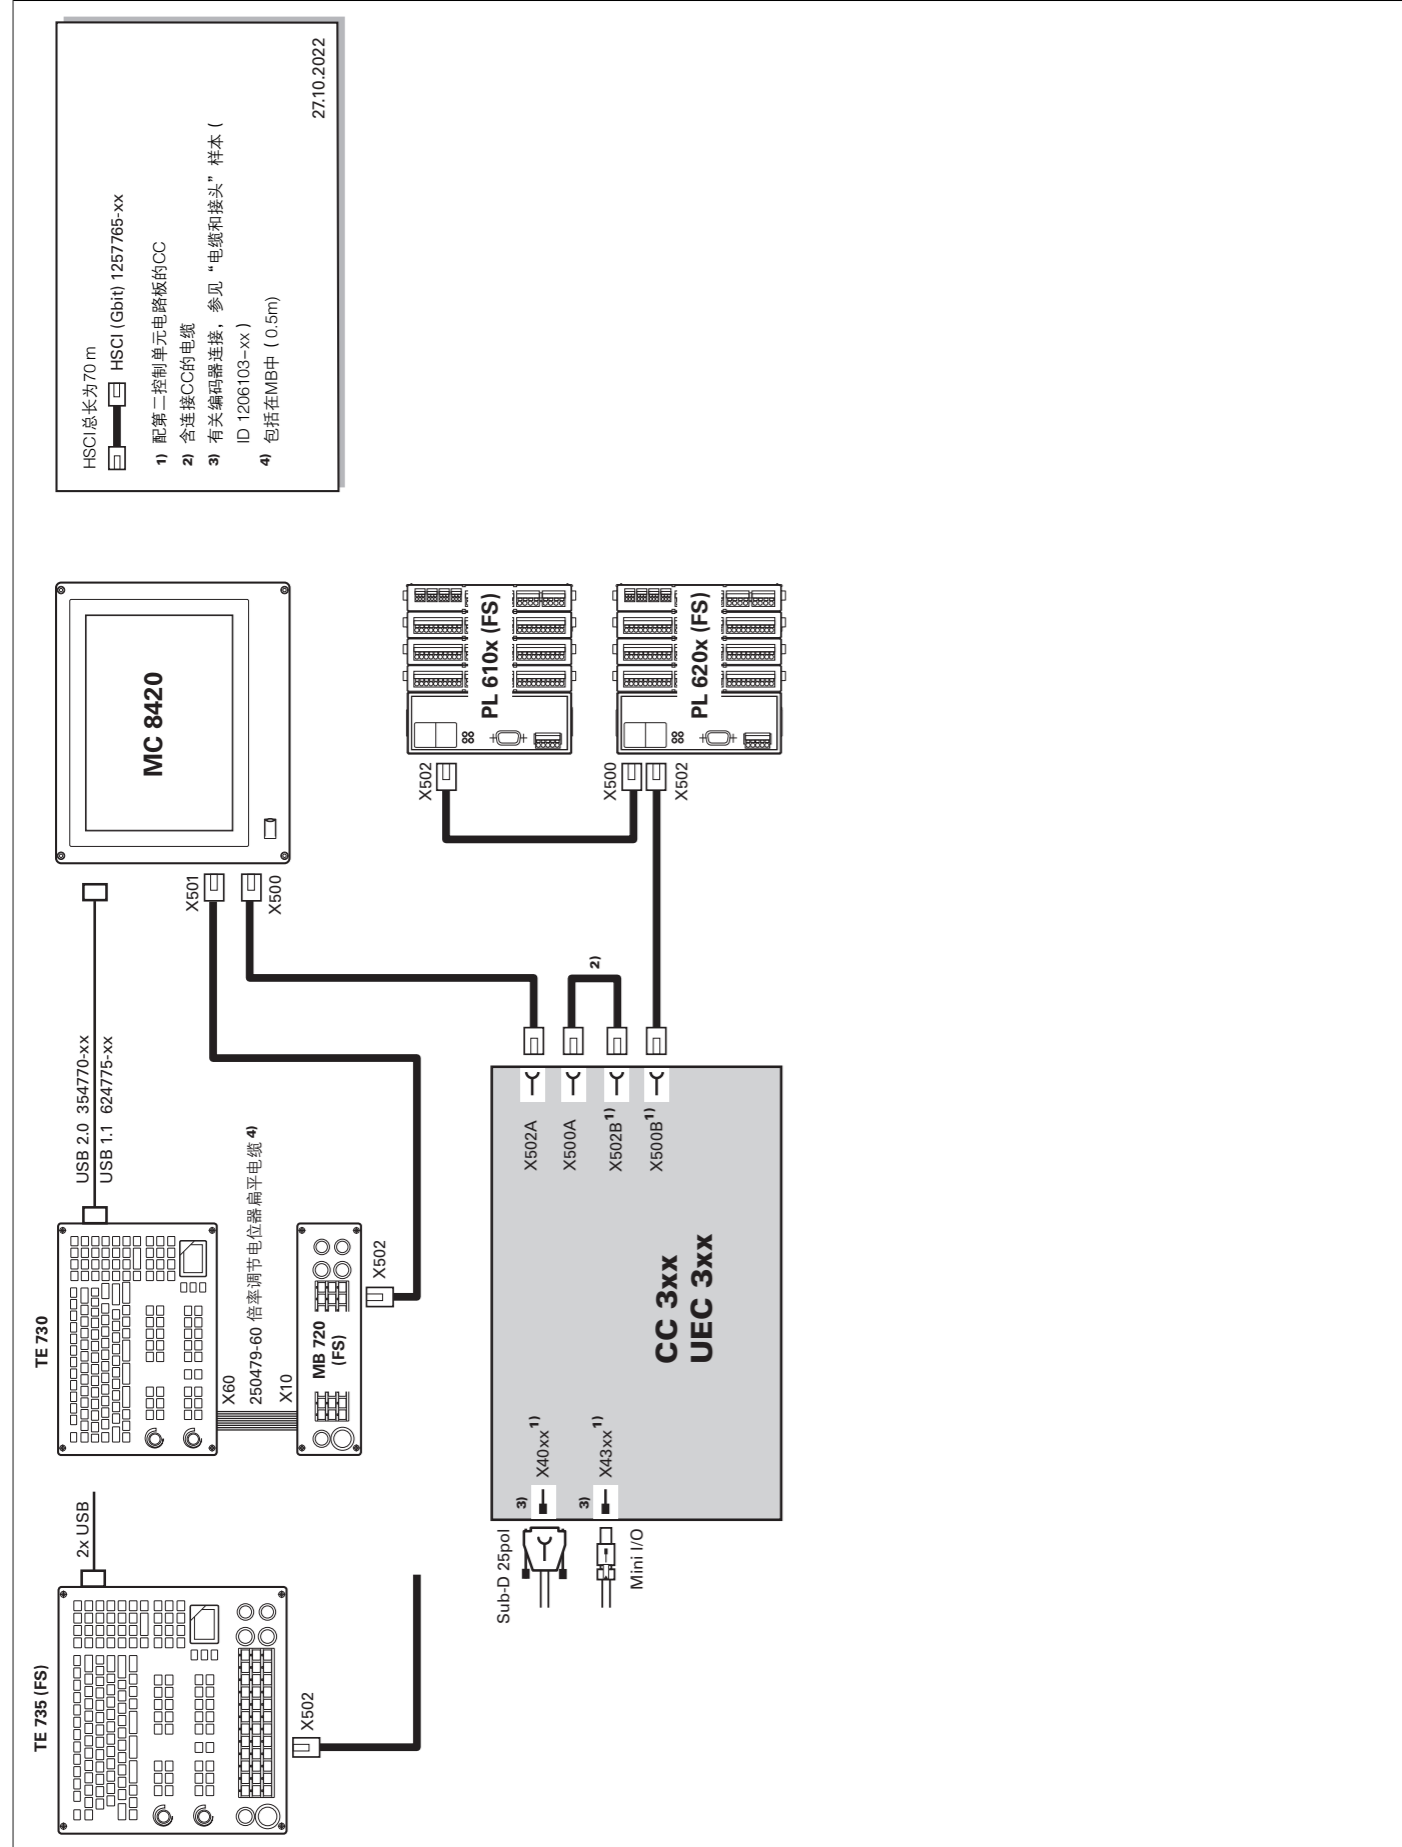 HSCI总长为70 m
HSCI (Gbit) 1257765-xx
1) 配第二控制单元电路板的CC
2) 含连接CC的电缆
3) 有关编码器连接，参见“电缆和接头”样本（
ID 1206103-xx）
4) 包括在MB中（0.5m)
27.10.2022
TE 735 (FS)
2x USB
X502
TE 730
USB 2.0 354770-xx
USB 1.1 624775-xx
X60
250479-60 倍率调节电位器扁平电缆 4)
X10
MB 720
(FS)
X502
MC 8420
X501
X500
PL 610x (FS)
X502
PL 620x (FS)
X500
X502
2)
X502A
X500A
X502B 1)
X500B 1)
CC 3xx
UEC 3xx
3)
X40xx 1)
3)
X43xx 1)
Sub-D 25pol
Mini I/O